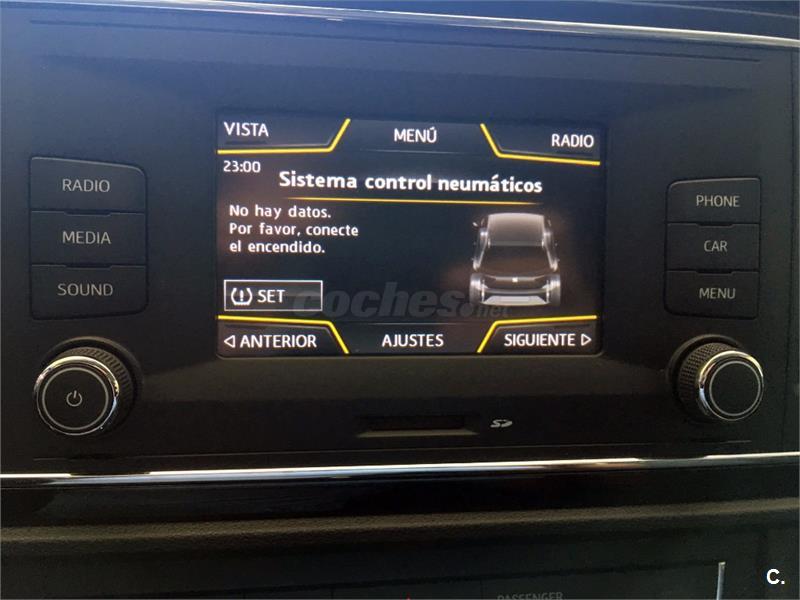 VISTA
MENÚ
RADIO
23:00
Sistema control neumáticos
No hay datos.
Por favor, conecte
el encendido.
SET
ANTERIOR
AJUSTES
SIGUIENTE
RADIO
MEDIA
SOUND
PHONE
CAR
MENU
SD
coches.net
PASSENGER
C.